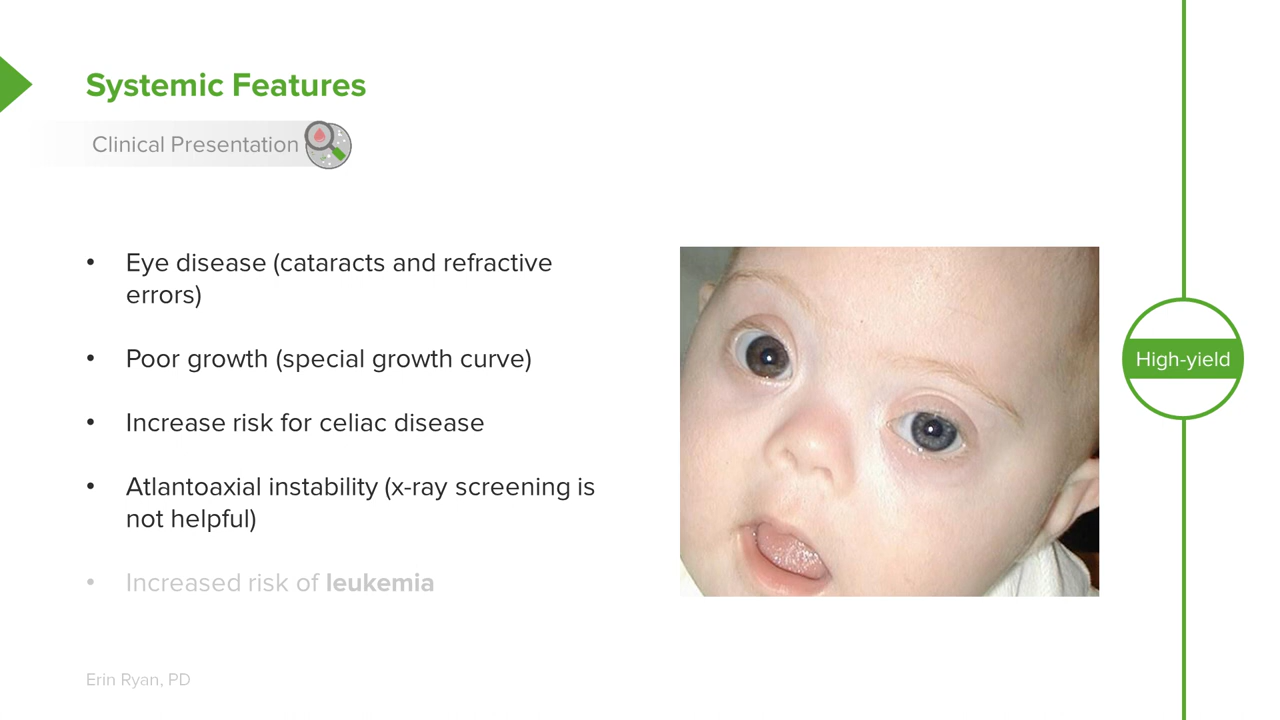 Systemic Features
Clinical Presentation
• Eye disease (cataracts and refractive
errors)
• Poor growth (special growth curve)
• Increase risk for celiac disease
• Atlantoaxial instability (x-ray screening is
not helpful)
• Increased risk of leukemia
High-yield
Erin Ryan, PD